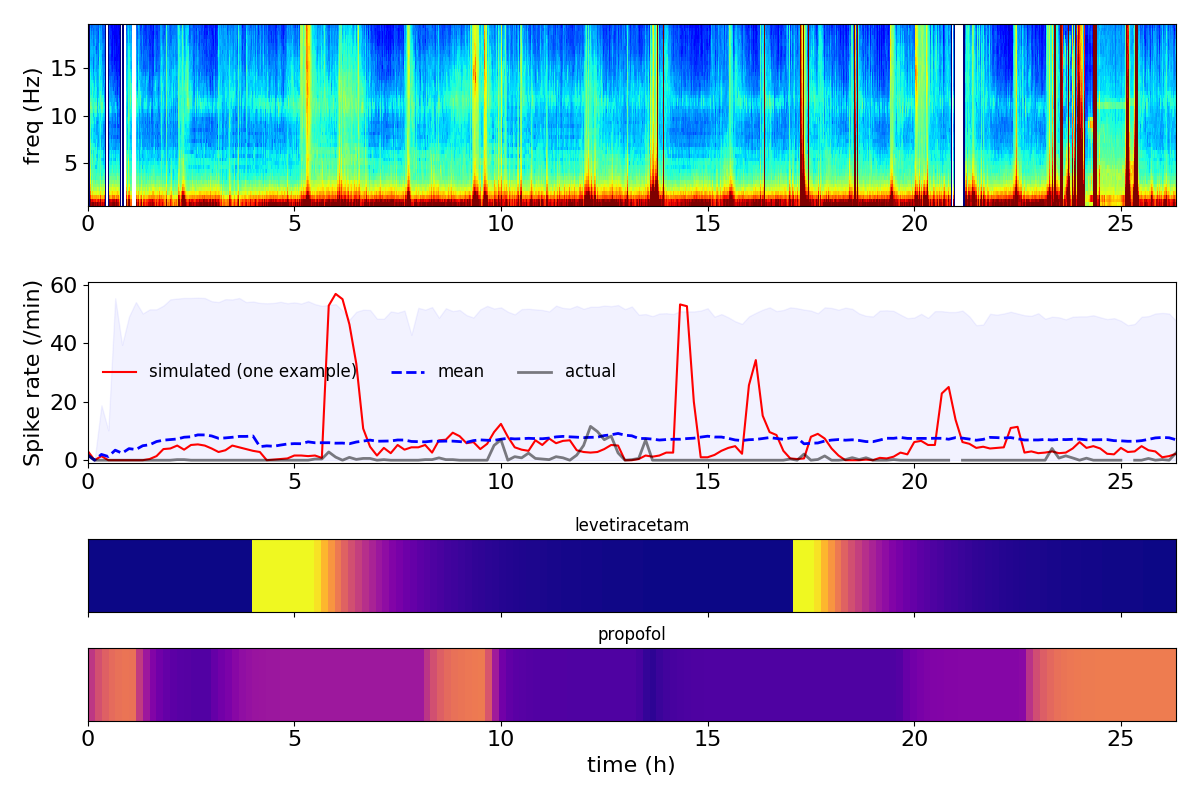 freq (Hz)
15
10
5
0 5 10 15 20 25
Spike rate (/min)
60
40
20
0
simulated (one example) mean actual
0 5 10 15 20 25
levetiracetam
propofol
0 5 10 15 20 25
time (h)